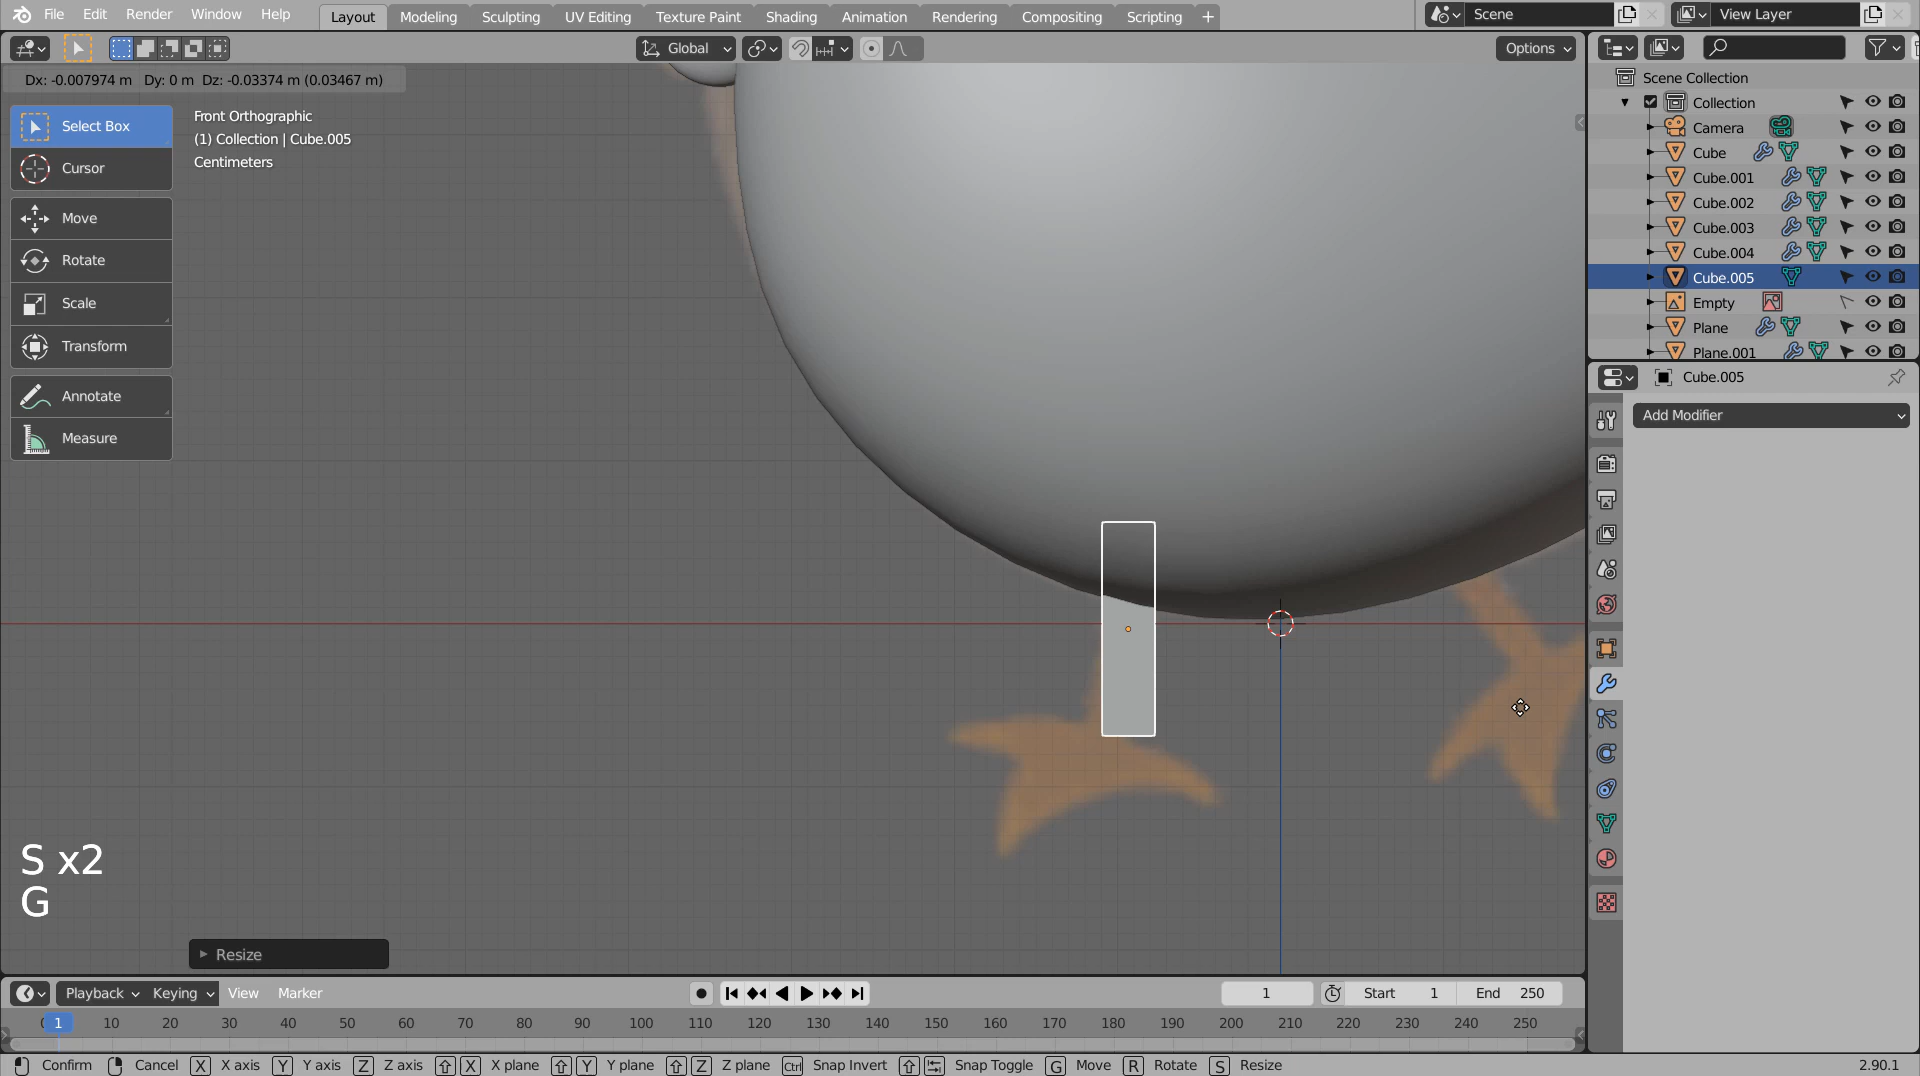 File Edit Render Window Help Layout Modeling Sculpting UV Editing Texture Paint Shading Animation Rendering Compositing Scripting + Scene View Layer
Global Options
Dx: -0.007974 m Dy: 0 m Dz: -0.03374 m (0.03467 m)
Select Box
Cursor
Move
Rotate
Scale
Transform
Annotate
Measure
Front Orthographic
(1) Collection | Cube.005
Centimeters
Scene Collection
Collection
Camera
Cube
Cube.001
Cube.002
Cube.003
Cube.004
Cube.005
Empty
Plane
Plane.001
Cube.005
Add Modifier
S x2
G
Resize
Playback Keying View Marker 1 Start 1 End 250
0 1 10 20 30 40 50 60 70 80 90 100 110 120 130 140 150 160 170 180 190 200 210 220 230 240 250
Confirm Cancel X X axis Y Y axis Z Z axis X X plane Y Y plane Z Z plane Ctrl Snap Invert Snap Toggle G Move R Rotate S Resize 2.90.1